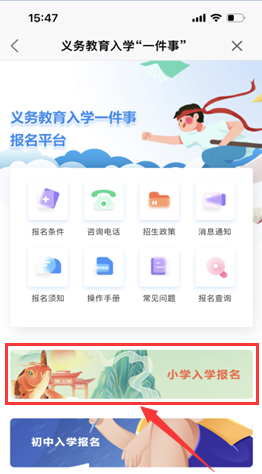 15:47
义务教育入学“一件事”
义务教育入学一件事
报名平台
报名条件 咨询电话 招生政策 消息通知
报名须知 操作手册 常见问题 报名查询
小学入学报名
初中入学报名